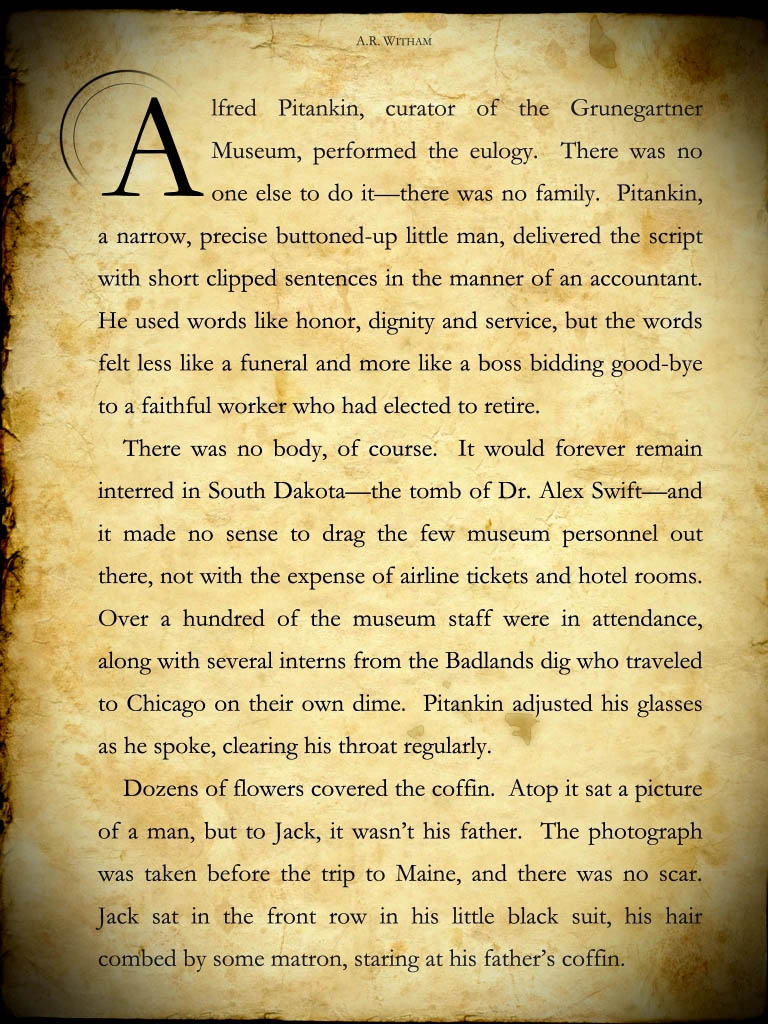 A.R. Witham
Alfred Pitankin, curator of the Grunegartner
Museum, performed the eulogy. There was no
one else to do it—there was no family. Pitankin,
a narrow, precise buttoned-up little man, delivered the script
with short clipped sentences in the manner of an accountant.
He used words like honor, dignity and service, but the words
felt less like a funeral and more like a boss bidding good-bye
to a faithful worker who had elected to retire.
There was no body, of course. It would forever remain
interred in South Dakota—the tomb of Dr. Alex Swift—and
it made no sense to drag the few museum personnel out
there, not with the expense of airline tickets and hotel rooms.
Over a hundred of the museum staff were in attendance,
along with several interns from the Badlands dig who traveled
to Chicago on their own dime. Pitankin adjusted his glasses
as he spoke, clearing his throat regularly.
Dozens of flowers covered the coffin. Atop it sat a picture
of a man, but to Jack, it wasn’t his father. The photograph
was taken before the trip to Maine, and there was no scar.
Jack sat in the front row in his little black suit, his hair
combed by some matron, staring at his father’s coffin.